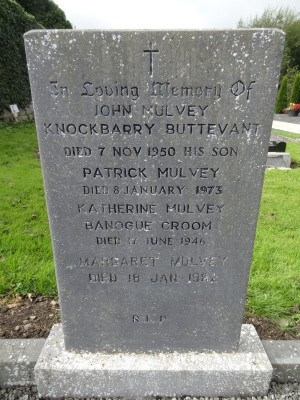 In Loving Memory Of
JOHN MULVEY
KNOCKBARRY BUTTEVANT
DIED 7 NOV 1950 HIS SON
PATRICK MULVEY
DIED 8 JANUARY 1973
KATHERINE MULVEY
BANOGUE CROOM
DIED 17 JUNE 1946
MARGARET MULVEY
DIED 18 JAN 1982
R.I.P